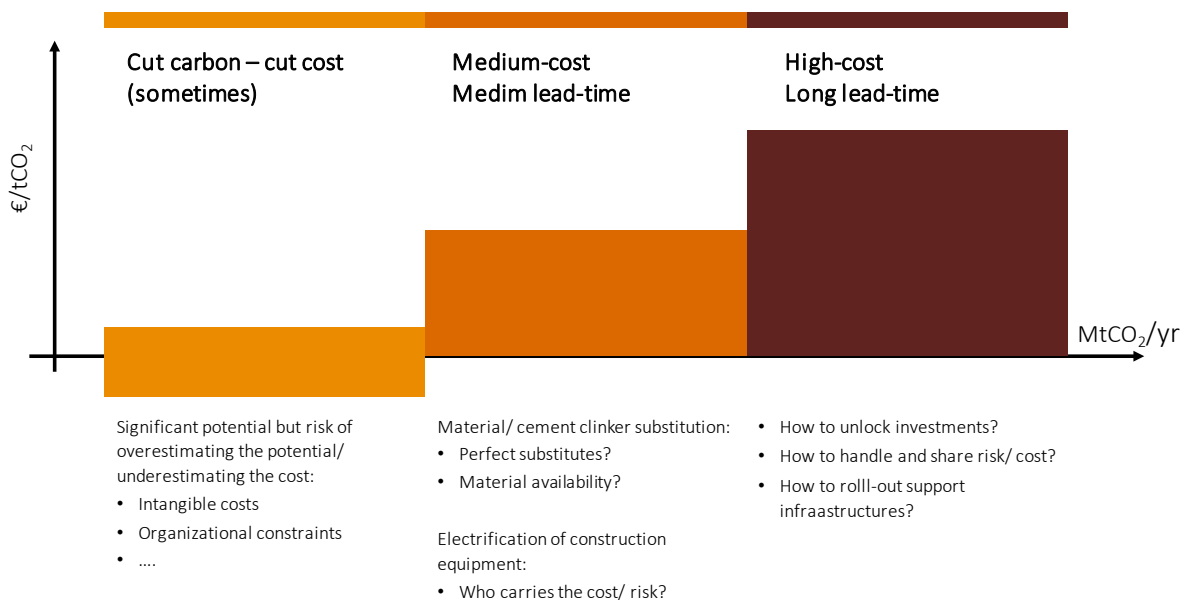 Cut carbon – cut cost
(sometimes)
Medium-cost
Medim lead-time
High-cost
Long lead-time
€/tCO₂
MtCO₂/yr
Significant potential but risk of
overestimating the potential/
underestimating the cost:
• Intangible costs
• Organizational constraints
• ....
Material/ cement clinker substitution:
• Perfect substitutes?
• Material availability?
Electrification of construction
equipment:
• Who carries the cost/ risk?
• How to unlock investments?
• How to handle and share risk/ cost?
• How to rolll-out support
infraastructures?